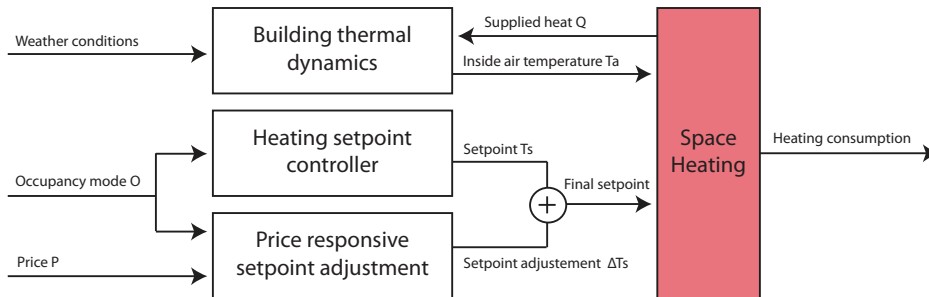 Weather conditions
Building thermal
dynamics
Supplied heat Q
Inside air temperature Ta
Occupancy mode O
Heating setpoint
controller
Setpoint Ts
+
Final setpoint
Price P
Price responsive
setpoint adjustment
Setpoint adjustement ΔTs
Space
Heating
Heating consumption